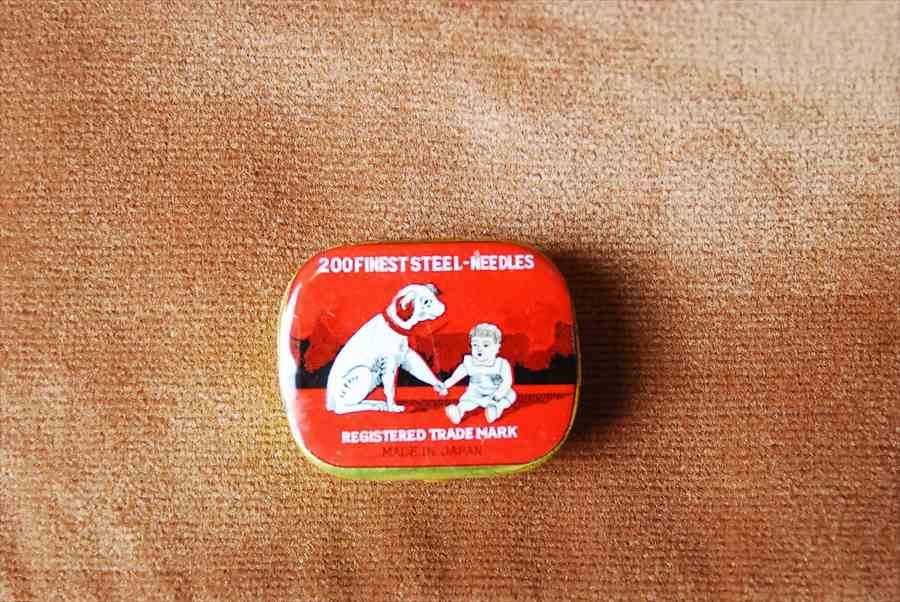 200 FINEST STEEL-NEEDLES
REGISTERED TRADE MARK
MADE IN JAPAN